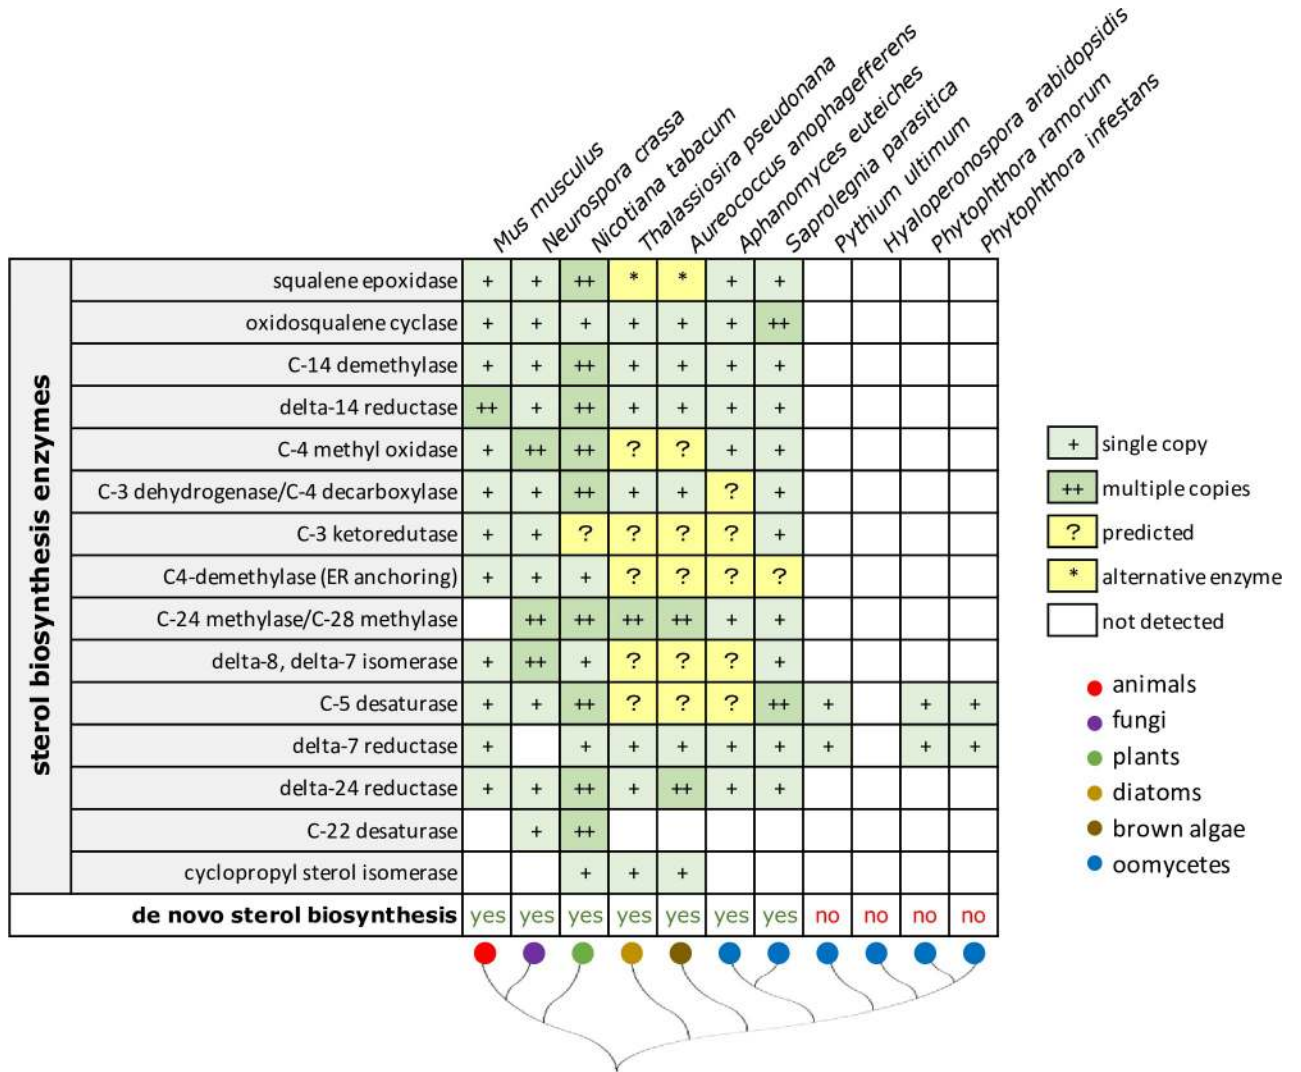 Mus musculus
Neurospora crassa
Nicotiana tabacum
Thalassiosira pseudonana
Aureococcus anophagefferens
Aphanomyces euteiches
Saprolegnia parasitica
Pythium ultimum
Hyaloperonospora arabidopsidis
Phytophthora ramorum
Phytophthora infestans
sterol biosynthesis enzymes
squalene epoxidase + + ++ * * + +
oxidosqualene cyclase + + + + + + ++
C-14 demethylase + + ++ + + + +
delta-14 reductase ++ + ++ + + + +
C-4 methyl oxidase + ++ ++ ? ? + +
C-3 dehydrogenase/C-4 decarboxylase + + ++ + + ? +
C-3 ketoredutase + + ? ? ? ? +
C4-demethylase (ER anchoring) + + + ? ? ? ?
C-24 methylase/C-28 methylase ++ ++ ++ ++ + +
delta-8, delta-7 isomerase + ++ + ? ? ? +
C-5 desaturase + + ++ ? ? ? ++ + + +
delta-7 reductase + + + + + + + + +
delta-24 reductase + + ++ + ++ + +
C-22 desaturase + ++
cyclopropyl sterol isomerase + + +
de novo sterol biosynthesis yes yes yes yes yes yes yes no no no no
+ single copy
++ multiple copies
? predicted
* alternative enzyme
not detected
animals
fungi
plants
diatoms
brown algae
oomycetes